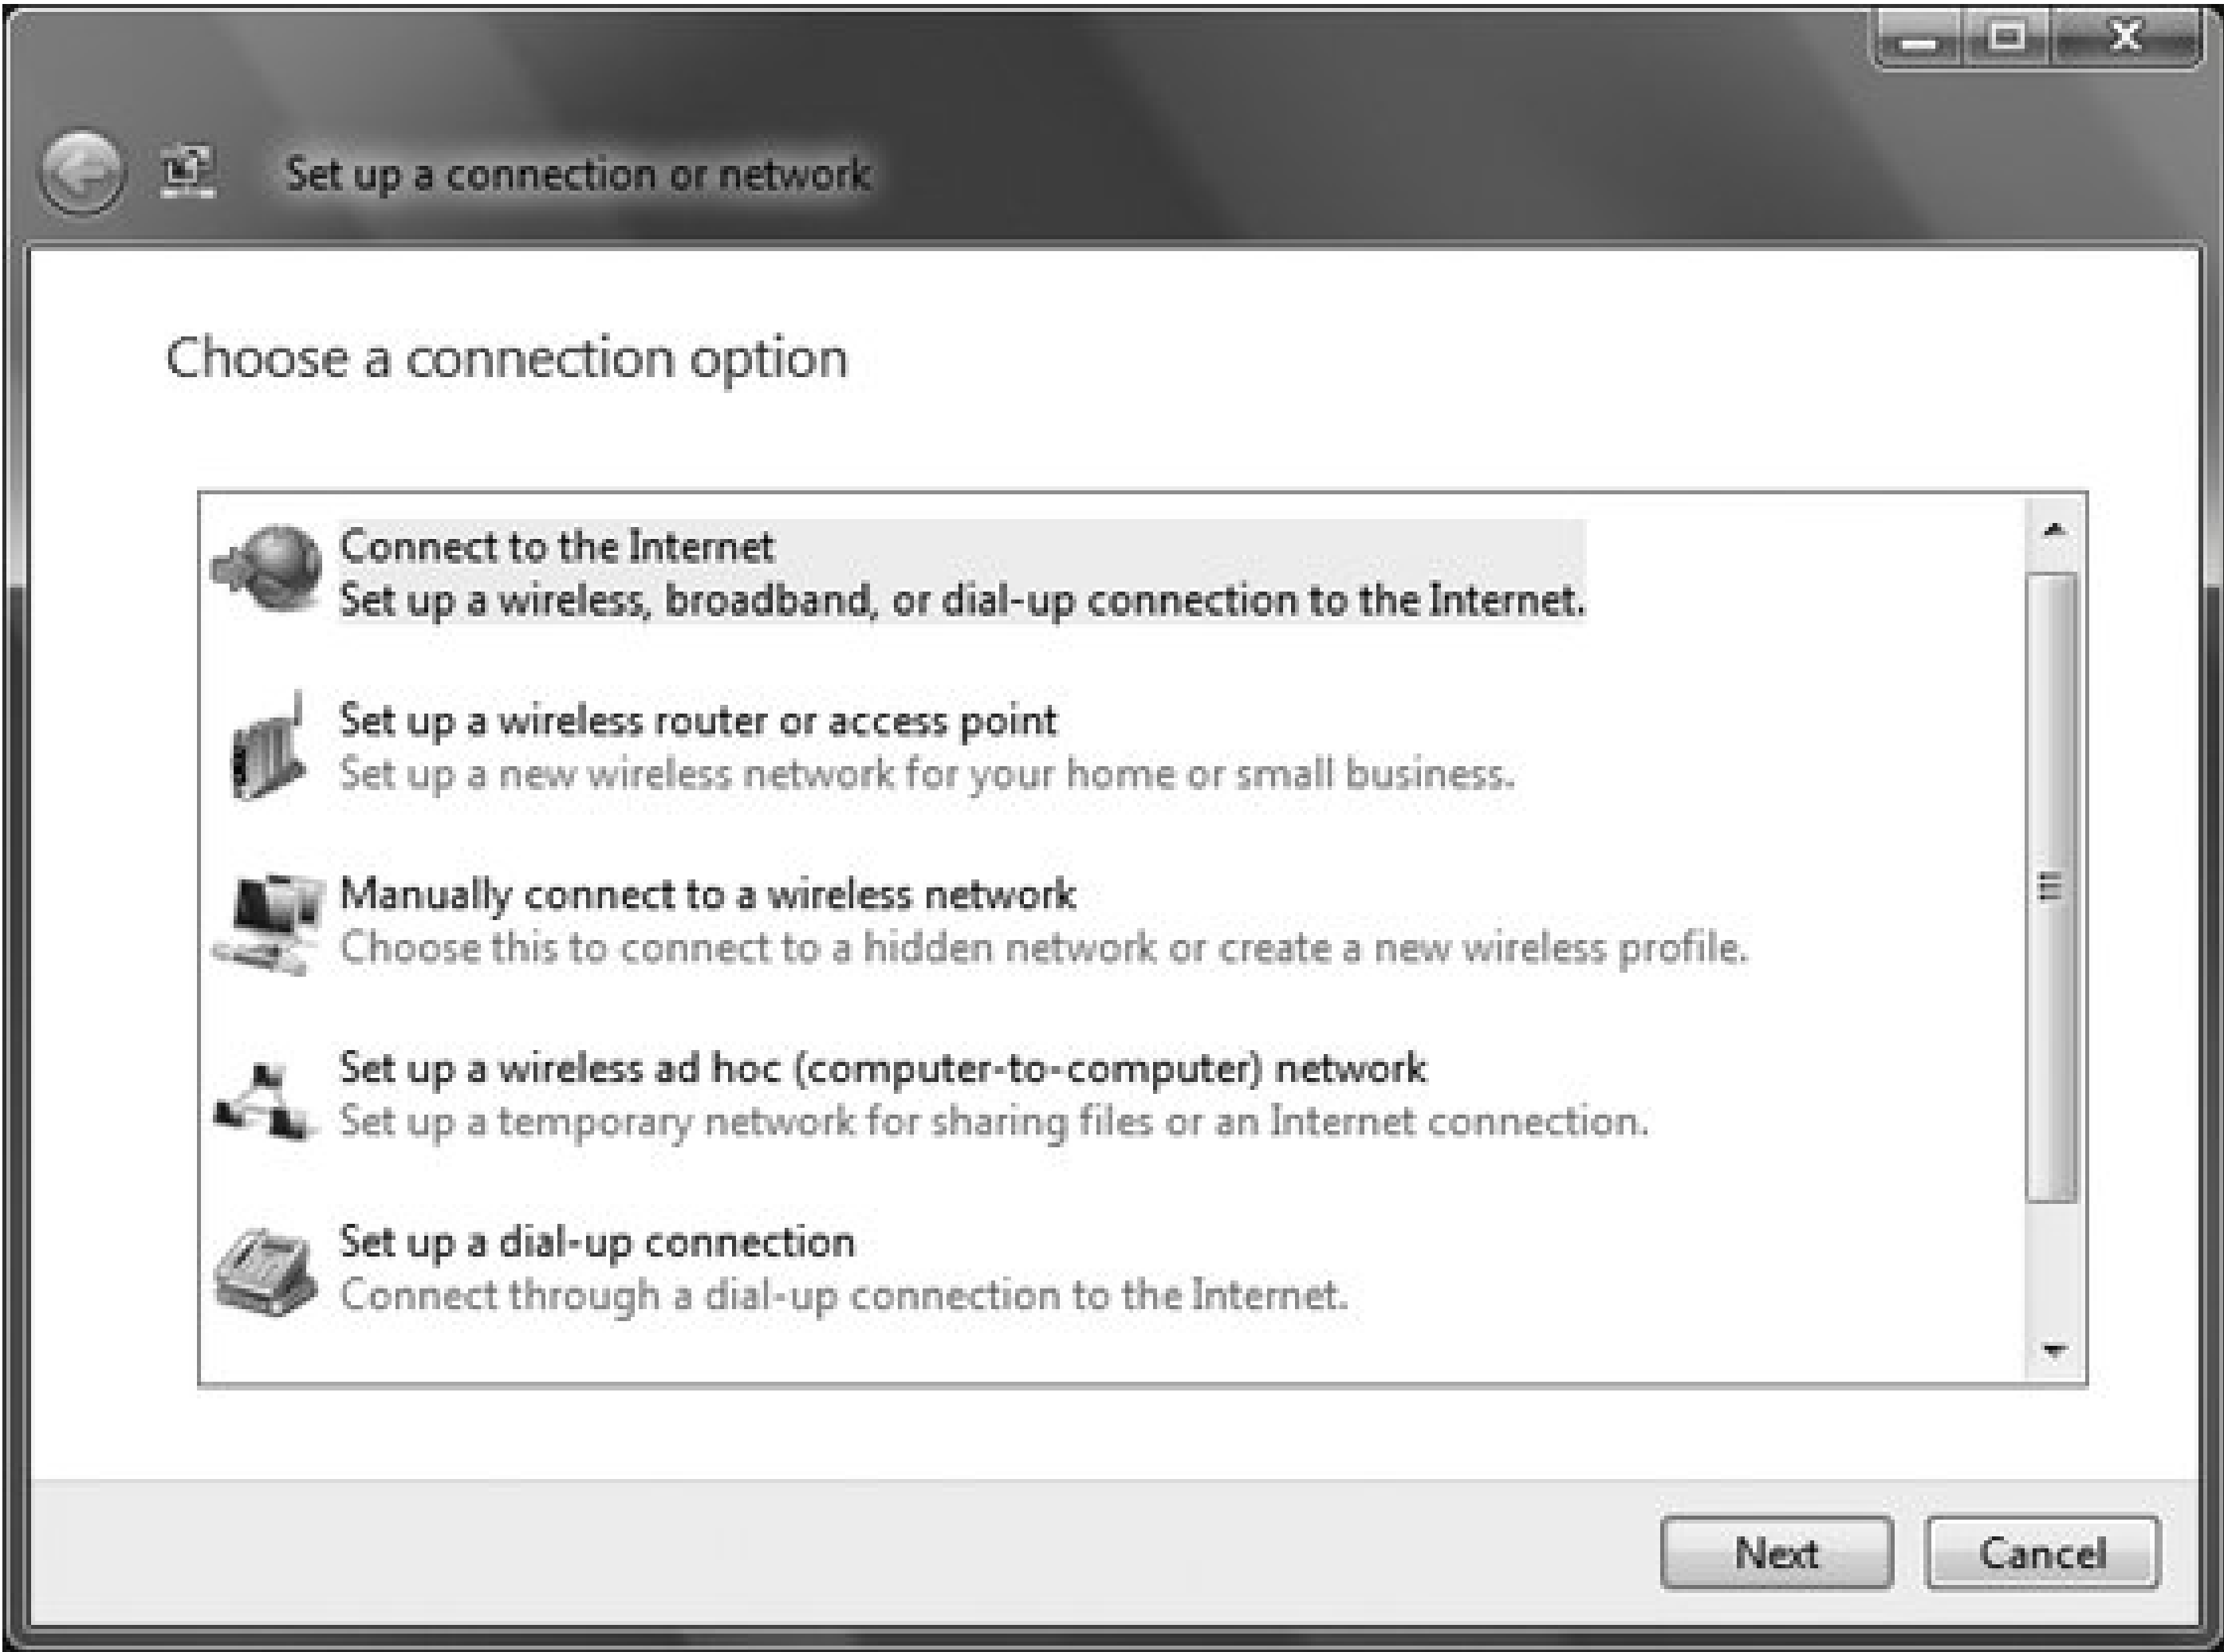 Set up a connection or network
Choose a connection option
Connect to the Internet
Set up a wireless, broadband, or dial-up connection to the Internet.
Set up a wireless router or access point
Set up a new wireless network for your home or small business.
Manually connect to a wireless network
Choose this to connect to a hidden network or create a new wireless profile.
Set up a wireless ad hoc (computer-to-computer) network
Set up a temporary network for sharing files or an Internet connection.
Set up a dial-up connection
Connect through a dial-up connection to the Internet.
Next
Cancel